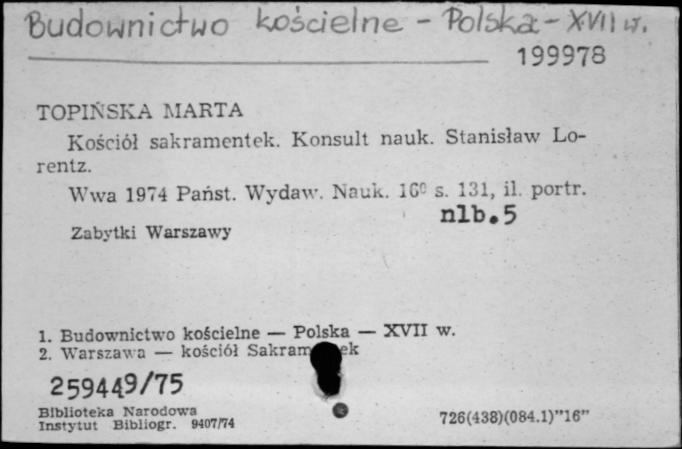 Budownictwo kościelne - Polska - XVII w.
199978
TOPIŃSKA MARTA
Kościół sakramentek. Konsult nauk. Stanisław Lo-
rentz.
Wwa 1974 Państ. Wydaw. Nauk. 16° s. 131, il. portr.
nlb.5
Zabytki Warszawy
1. Budownictwo kościelne — Polska — XVII w.
2. Warszawa — kościół Sakram ek
259449/75
Biblioteka Narodowa
Instytut Bibliogr. 9407/74
726(438)(084.1)"16"